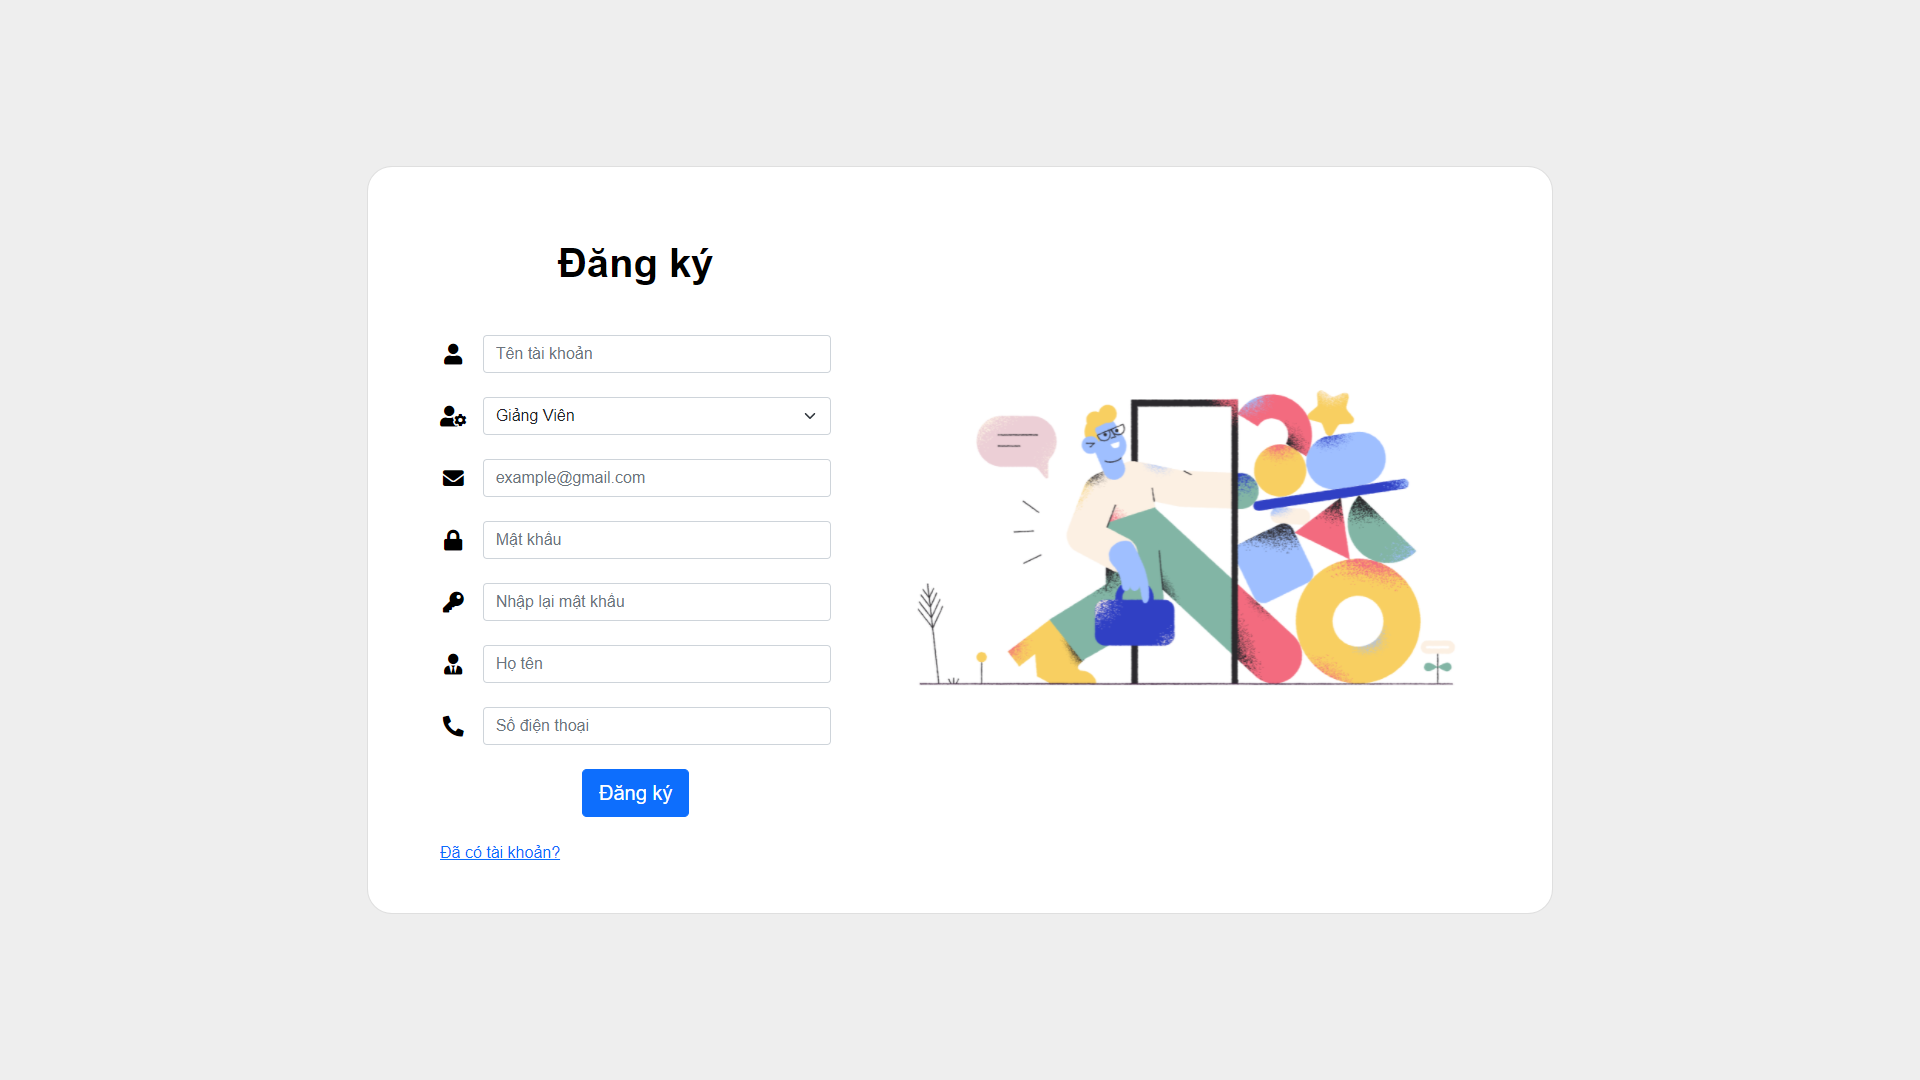 Đăng ký
Tên tài khoản
Giảng Viên
example@gmail.com
Mật khẩu
Nhập lại mật khẩu
Họ tên
Số điện thoại
Đăng ký
Đã có tài khoản?